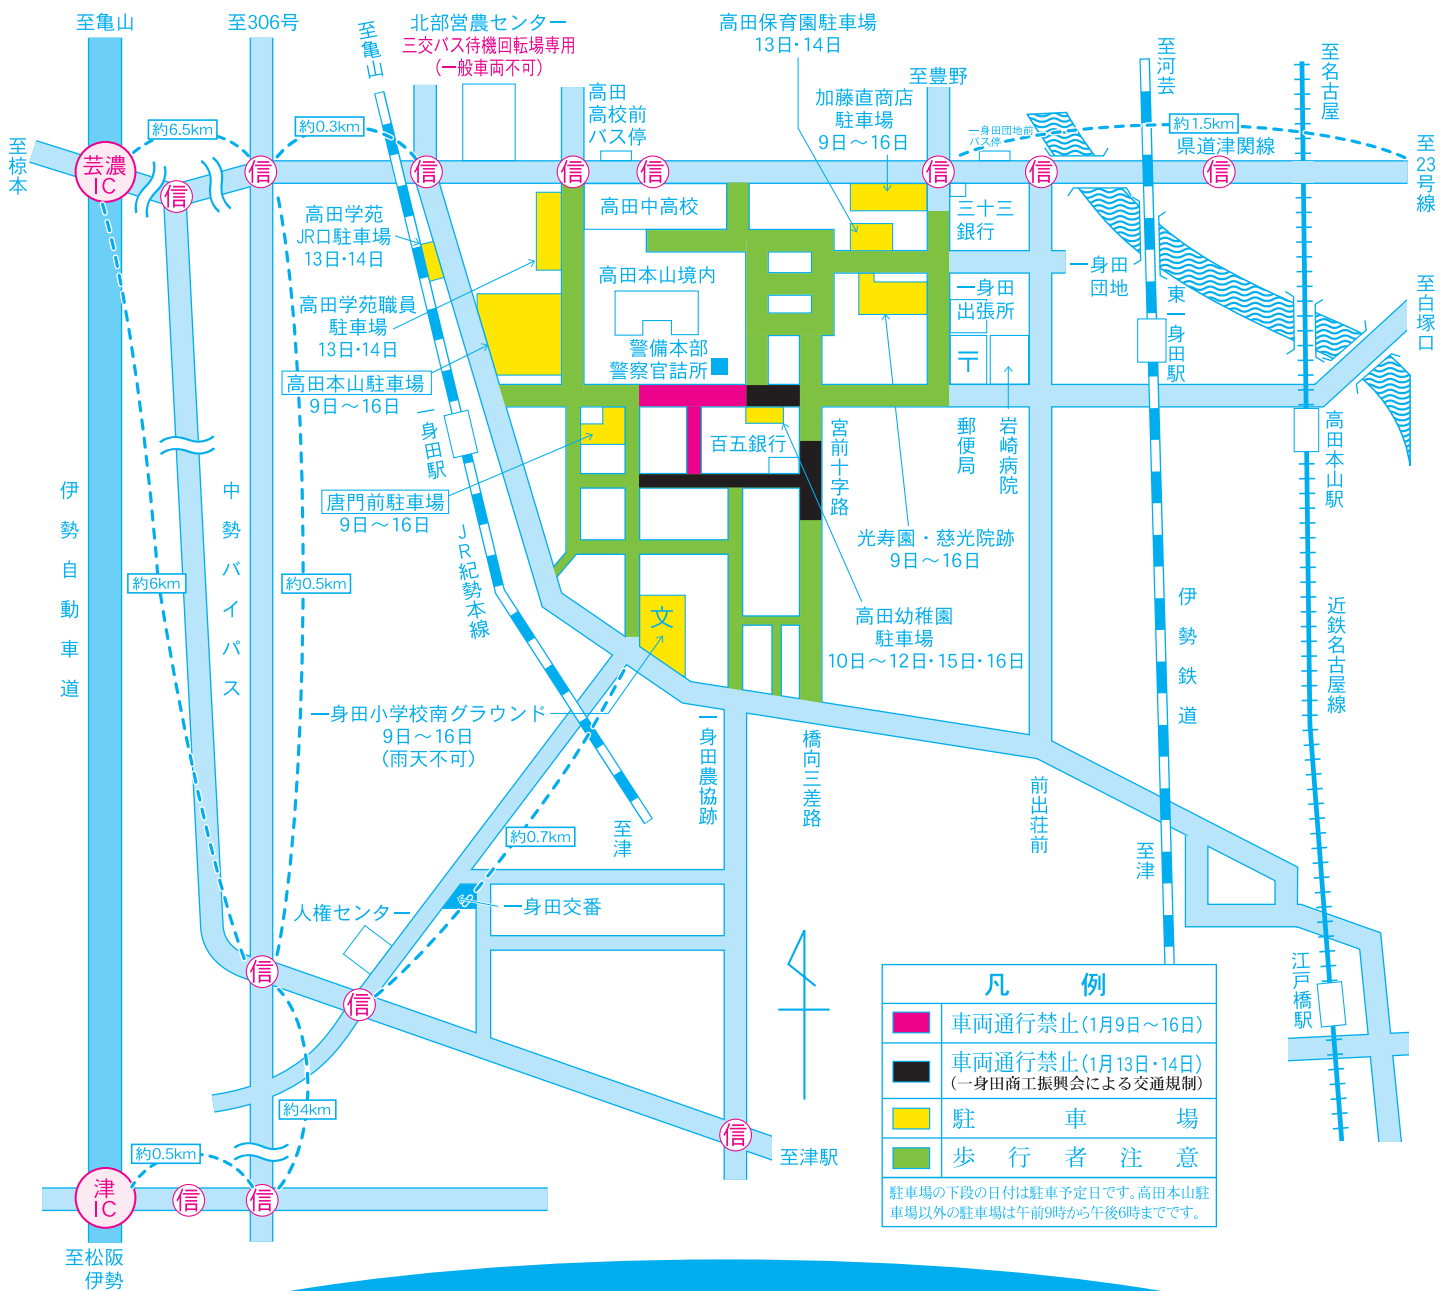 至亀山
至306号
至亀山
北部営農センター
三交バス待機回転場専用
(一般車両不可)
高田
高校前
バス停
高田保育園駐車場
13日・14日
加藤直商店
駐車場
9日～16日
至豊野
一身田団地前
バス停
至河芸
約1.5km
県道津関線
至名古屋
至23号線
至椋本
約6.5km
約0.3km
芸濃
IC
信
信
信
信
信
信
信
信
高田学苑
JR口駐車場
13日・14日
高田中高校
高田本山境内
三十三
銀行
一身田
団地
一身田
出張所
〒
東一身田駅
至白塚口
高田学苑職員
駐車場
13日・14日
警備本部
警察官詰所
高田本山駐車場
9日～16日
一身田駅
百五銀行
宮前十字路
郵便局
岩崎病院
高田本山駅
唐門前駐車場
9日～16日
伊勢自動車道
中勢バイパス
JR紀勢本線
光寿園・慈光院跡
9日～16日
約6km
約0.5km
文
高田幼稚園
駐車場
10日～12日・15日・16日
伊勢鉄道
近鉄名古屋線
一身田小学校南グラウンド
9日～16日
(雨天不可)
一身田農協跡
橋向三差路
前出荘前
至津
至津
約0.7km
人権センター
一身田交番
信
信
江戸橋駅
約4km
約0.5km
津
IC
信
信
信
至津駅
至松阪
伊勢
凡 例
車両通行禁止(1月9日～16日)
車両通行禁止(1月13日・14日)
(一身田商工振興会による交通規制)
駐車場
歩行者注意
駐車場の下段の日付は駐車予定日です。高田本山駐
車場以外の駐車場は午前9時から午後6時までです。